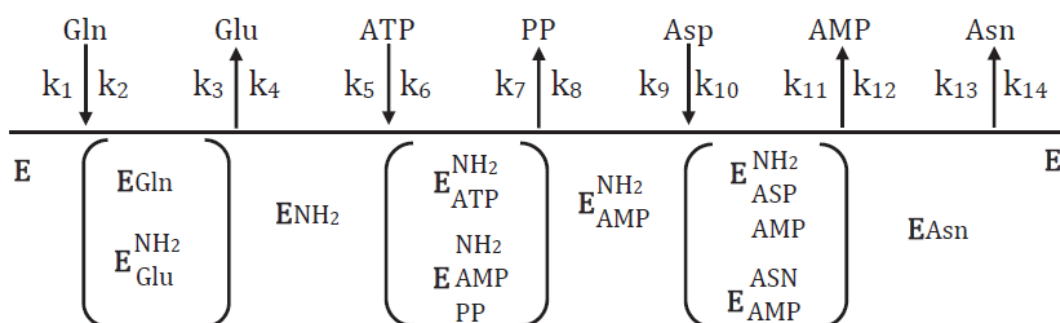 Gln Glu ATP PP Asp AMP Asn
k₁ k₂ k₃ k₄ k₅ k₆ k₇ k₈ k₉ k₁₀ k₁₁ k₁₂ k₁₃ k₁₄
E
EGln
E NH₂
Glu
ENH₂
E NH₂
ATP
NH₂
E AMP
PP
E NH₂
AMP
E NH₂
ASP
AMP
E ASN
AMP
EAsn
E